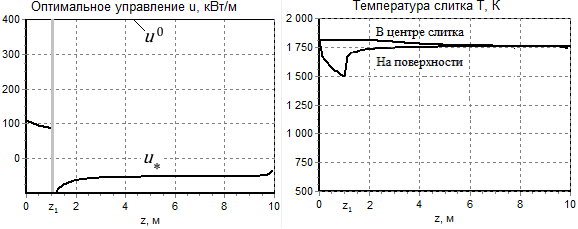 Оптимальное управление u, кВт/м
400
u⁰
300
200
100
0
u*
0
z₁
2
4
6
8
10
z, м
Температура слитка T, K
2 000
1 750
1 500
1 250
1 000
750
500
В центре слитка
На поверхности
0
z₁
2
4
6
8
10
z, м